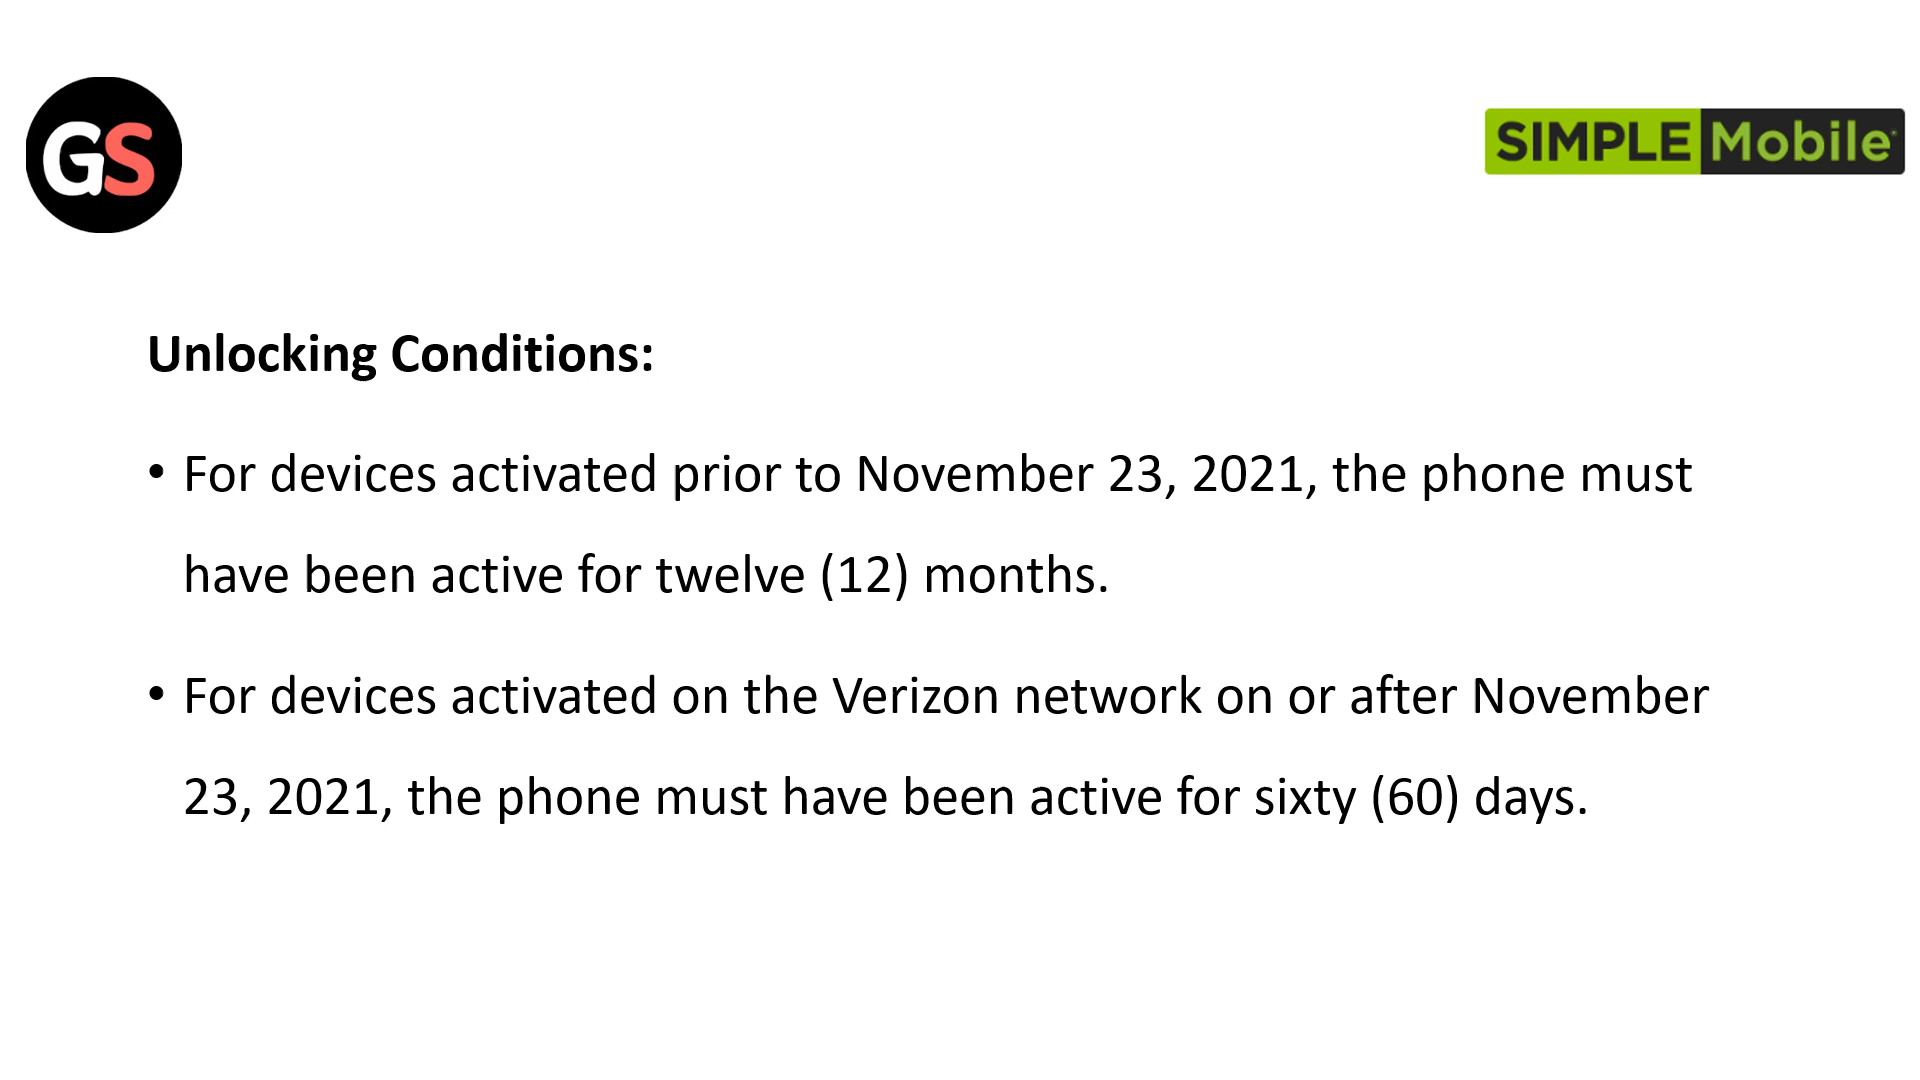 GS
SIMPLE Mobile
Unlocking Conditions:
• For devices activated prior to November 23, 2021, the phone must
have been active for twelve (12) months.
• For devices activated on the Verizon network on or after November
23, 2021, the phone must have been active for sixty (60) days.